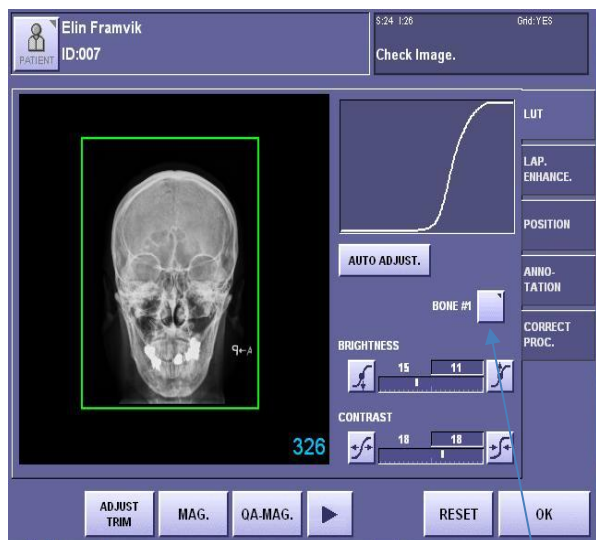 Elin Framvik
PATIENT
ID:007
S:24 I:26
Grid:YES
Check Image.
LUT
LAP.
ENHANCE.
POSITION
AUTO ADJUST.
ANNO-
TATION
BONE #1
CORRECT
PROC.
BRIGHTNESS
15 11
CONTRAST
18 18
326
ADJUST
TRIM
MAG.
QA-MAG.
RESET
OK